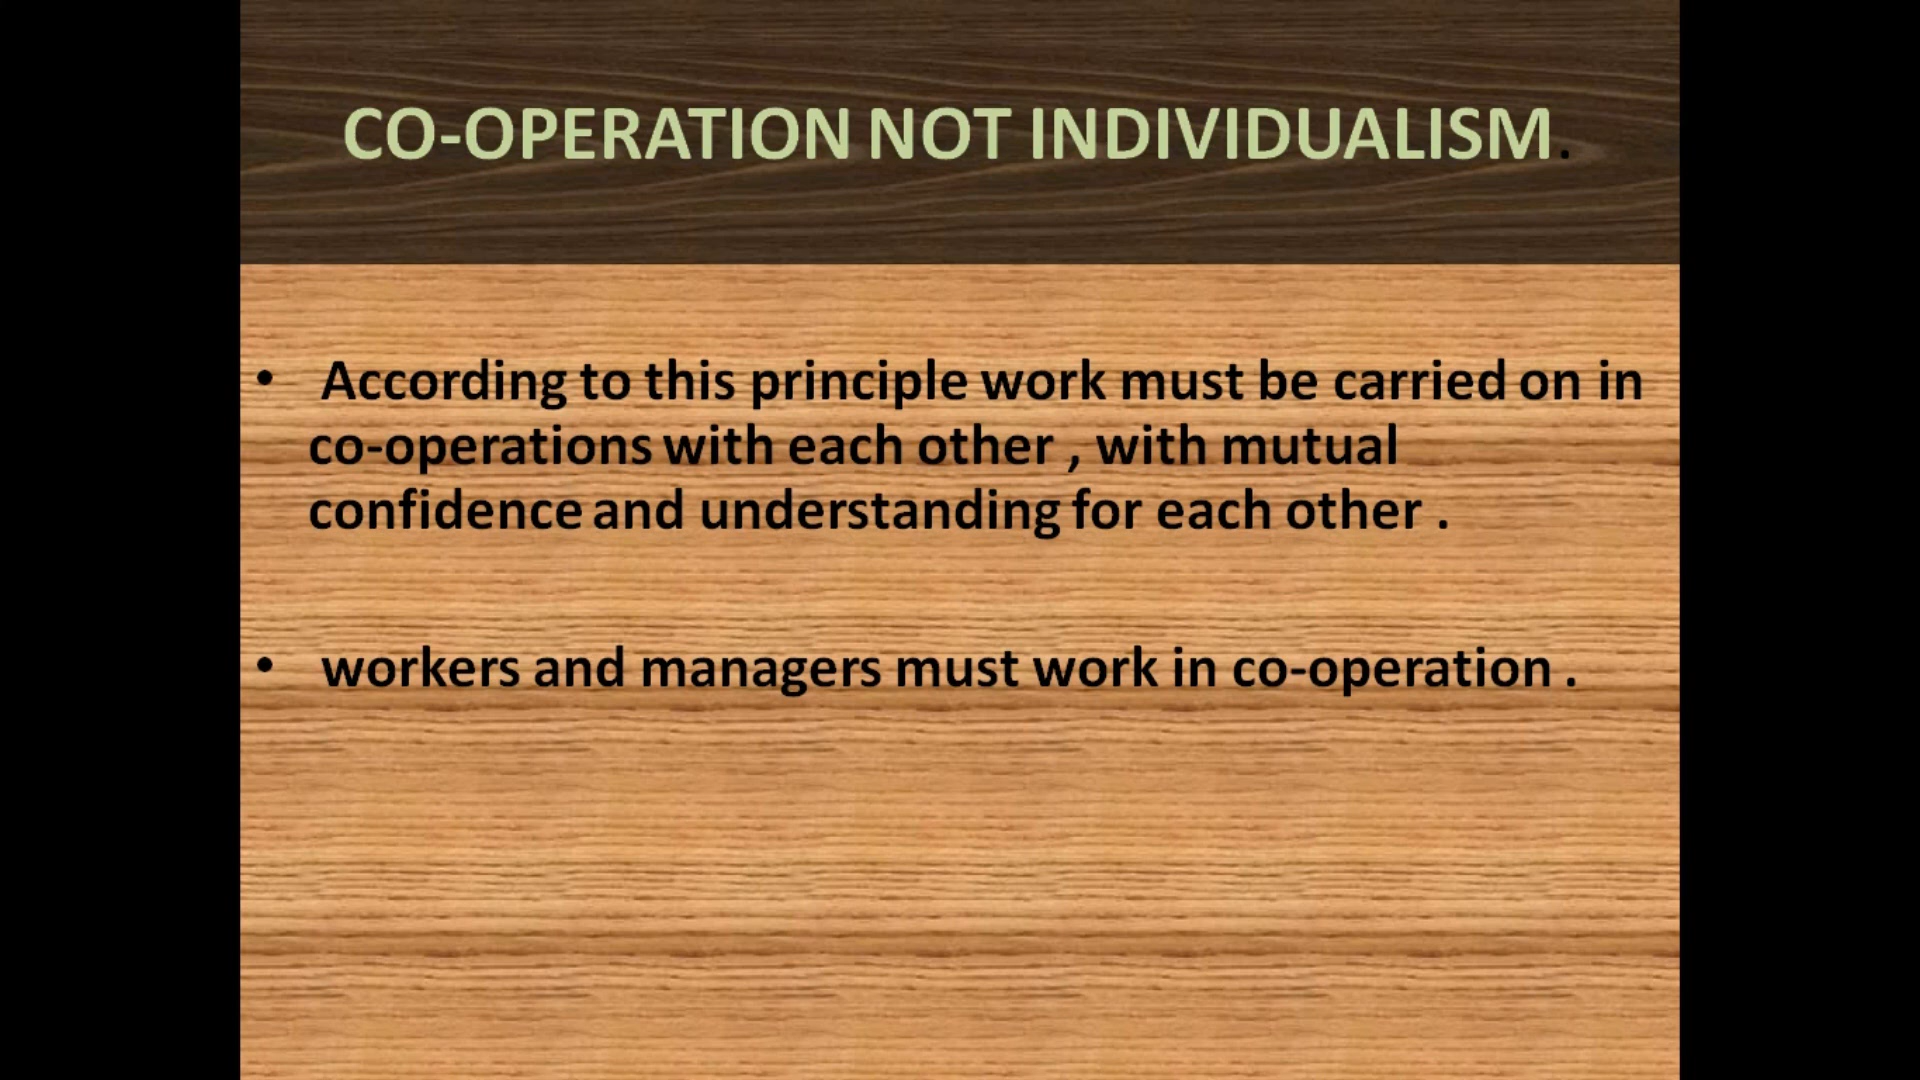 CO-OPERATION NOT INDIVIDUALISM.
• According to this principle work must be carried on in
co-operations with each other , with mutual
confidence and understanding for each other .
• workers and managers must work in co-operation .